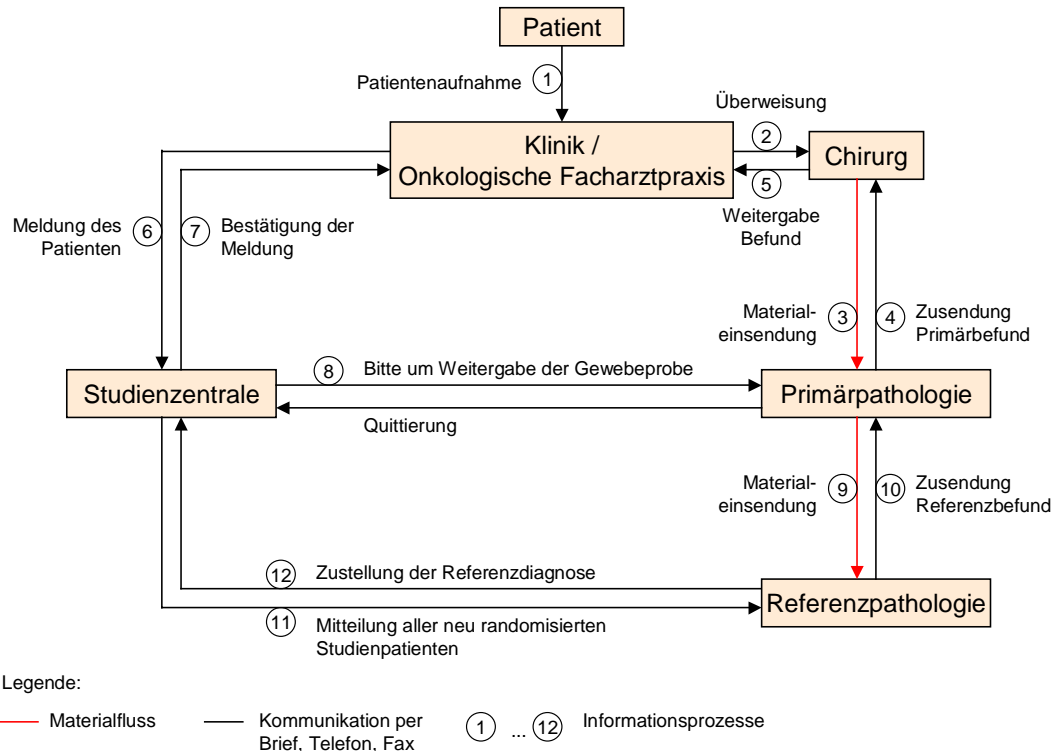 Patient
Patientenaufnahme
1
Überweisung
Klinik /
Onkologische Facharztpraxis
2
Chirurg
5
Weitergabe
Befund
Meldung des
Patienten
6
7
Bestätigung der
Meldung
Material-
einsendung
3
4
Zusendung
Primärbefund
Studienzentrale
8
Bitte um Weitergabe der Gewebeprobe
Primärpathologie
Quittierung
Material-
einsendung
9
10
Zusendung
Referenzbefund
12
Zustellung der Referenzdiagnose
Referenzpathologie
11
Mitteilung aller neu randomisierten
Studienpatienten
Legende:
Materialfluss
Kommunikation per
Brief, Telefon, Fax
1 ... 12
Informationsprozesse